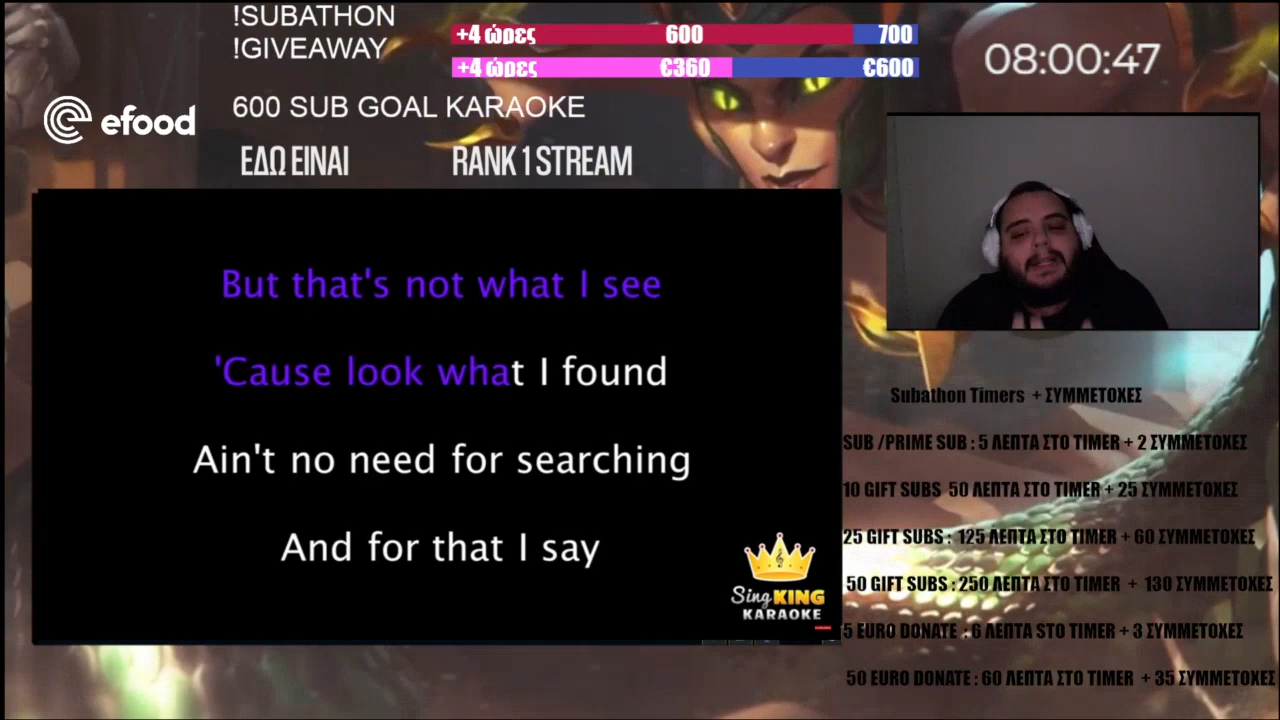 !SUBATHON
!GIVEAWAY
+4 ώρες 600 700
+4 ώρες €360 €600
08:00:47
efood
600 SUB GOAL KARAOKE
ΕΔΩ ΕΙΝΑΙ RANK 1 STREAM
But that's not what I see
'Cause look what I found
Ain't no need for searching
And for that I say
Sing KING
KARAOKE
Subathon Timers + ΣΥΜΜΕΤΟΧΕΣ
SUB /PRIME SUB : 5 ΛΕΠΤΑ ΣΤΟ TIMER + 2 ΣΥΜΜΕΤΟΧΕΣ
10 GIFT SUBS 50 ΛΕΠΤΑ ΣΤΟ TIMER + 25 ΣΥΜΜΕΤΟΧΕΣ
25 GIFT SUBS : 125 ΛΕΠΤΑ ΣΤΟ TIMER + 60 ΣΥΜΜΕΤΟΧΕΣ
50 GIFT SUBS : 250 ΛΕΠΤΑ ΣΤΟ TIMER + 130 ΣΥΜΜΕΤΟΧΕΣ
5 EURO DONATE : 6 ΛΕΠΤΑ STO TIMER + 3 ΣΥΜΜΕΤΟΧΕΣ
50 EURO DONATE : 60 ΛΕΠΤΑ ΣΤΟ TIMER + 35 ΣΥΜΜΕΤΟΧΕΣ